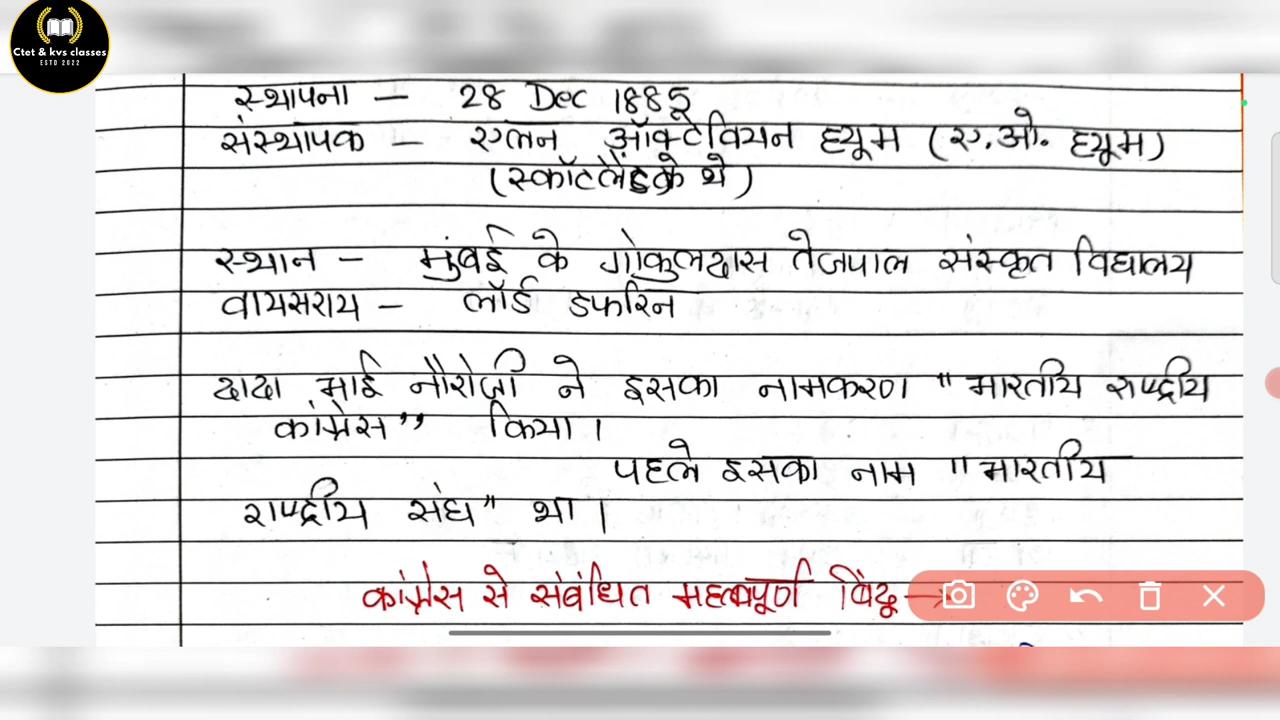 Ctet & kvs classes
ESTD 2022
स्थापना – 28 Dec 1885
संस्थापक – एलन ऑक्टेवियन ह्यूम (ए.ओ. ह्यूम)
(स्कॉटलैंड के थे)
स्थान – मुंबई के गोकुलदास तेजपाल संस्कृत विद्यालय
वायसराय – लॉर्ड डफरिन
दादा भाई नौरोजी ने इसका नामकरण "भारतीय राष्ट्रीय
कांग्रेस" किया।
पहले इसका नाम "भारतीय
राष्ट्रीय संघ" था।
कांग्रेस से संबंधित महत्वपूर्ण बिंदु →